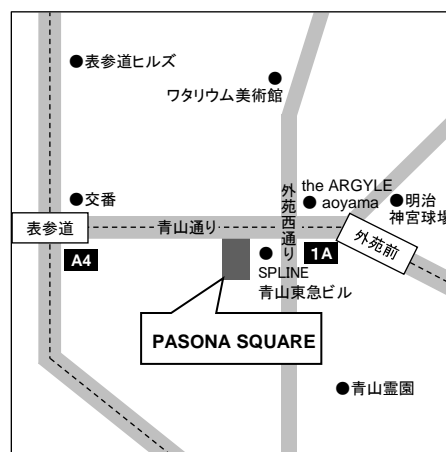 表参道ヒルズ
ワタリウム美術館
the ARGYLE
aoyama
明治
神宮球場
交番
外苑西通り
表参道
青山通り
外苑前
A4
1A
SPLINE
青山東急ビル
PASONA SQUARE
青山霊園